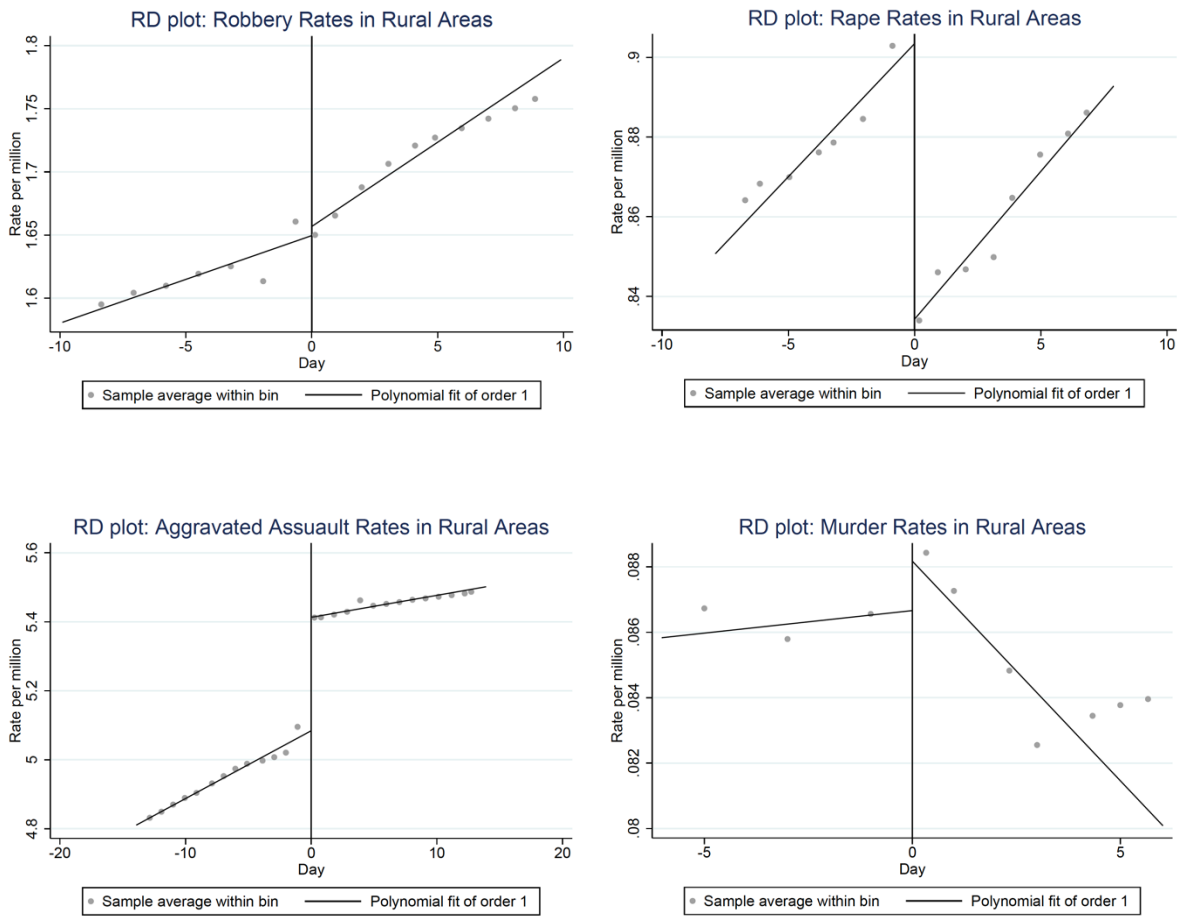 RD plot: Robbery Rates in Rural Areas
Rate per million
1.8
1.75
1.7
1.65
1.6
-10
-5
0
5
10
Day
Sample average within bin
Polynomial fit of order 1
RD plot: Rape Rates in Rural Areas
Rate per million
.9
.88
.86
.84
-10
-5
0
5
10
Day
Sample average within bin
Polynomial fit of order 1
RD plot: Aggravated Assuault Rates in Rural Areas
Rate per million
5.6
5.4
5.2
5
4.8
-20
-10
0
10
20
Day
Sample average within bin
Polynomial fit of order 1
RD plot: Murder Rates in Rural Areas
Rate per million
.088
.086
.084
.082
.08
-5
0
5
Day
Sample average within bin
Polynomial fit of order 1